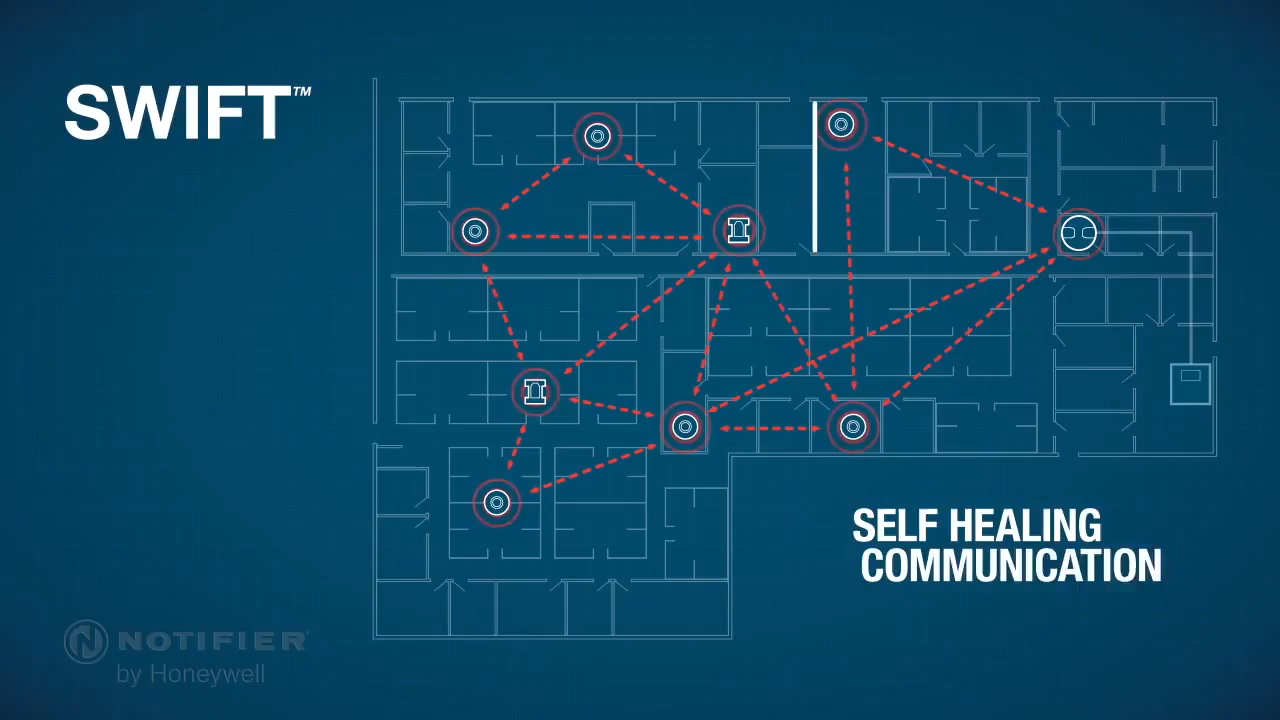 SWIFT™
SELF HEALING
COMMUNICATION
NOTIFIER®
by Honeywell